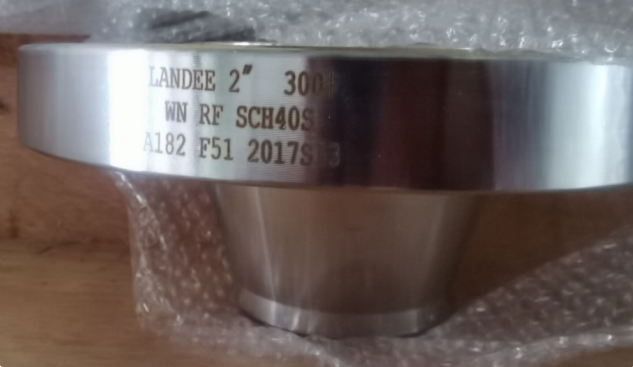 LANDEE 2" 300#
WN RF SCH40S
A182 F51